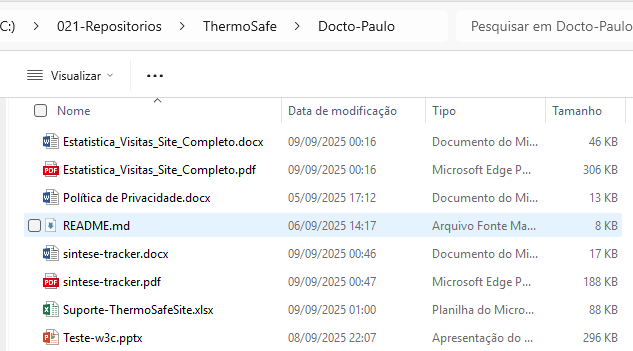 C:) > 021-Repositorios > ThermoSafe > Docto-Paulo > Pesquisar em Docto-Paulo
Visualizar ...
Nome Data de modificação Tipo Tamanho
Estatistica_Visitas_Site_Completo.docx 09/09/2025 00:16 Documento do Mi... 46 KB
PDF Estatistica_Visitas_Site_Completo.pdf 09/09/2025 00:16 Microsoft Edge P... 306 KB
Política de Privacidade.docx 05/09/2025 17:12 Documento do Mi... 13 KB
README.md 06/09/2025 14:17 Arquivo Fonte Ma... 8 KB
sintese-tracker.docx 09/09/2025 00:46 Documento do Mi... 17 KB
PDF sintese-tracker.pdf 09/09/2025 00:47 Microsoft Edge P... 188 KB
Suporte-ThermoSafeSite.xlsx 09/09/2025 01:00 Planilha do Micro... 88 KB
Teste-w3c.pptx 08/09/2025 22:07 Apresentação do ... 296 KB